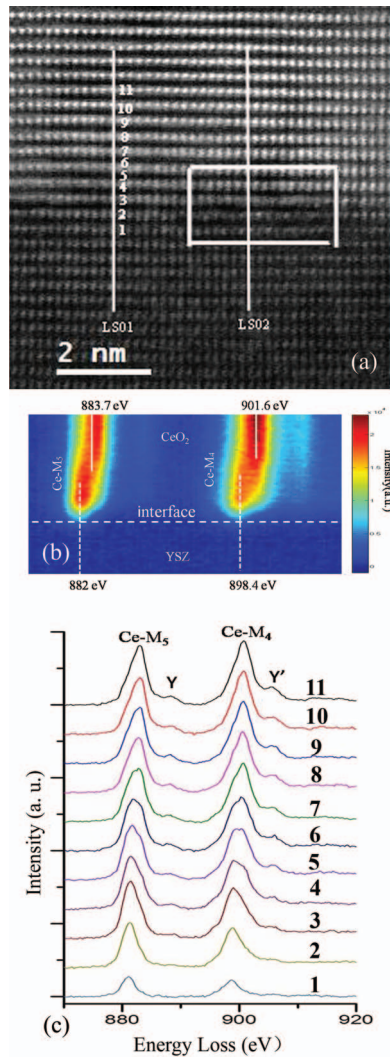 11
10
9
8
7
6
5
4
3
2
1
LS01
LS02
2 nm
(a)
883.7 eV
901.6 eV
Ce-M5
CeO2
Ce-M4
interface
(b)
YSZ
882 eV
898.4 eV
Intensity(a.u.)
Ce-M5
Ce-M4
Y
Y'
11
10
9
8
7
6
5
4
3
2
1
Intensity (a. u.)
(c)
880
900
920
Energy Loss (eV)